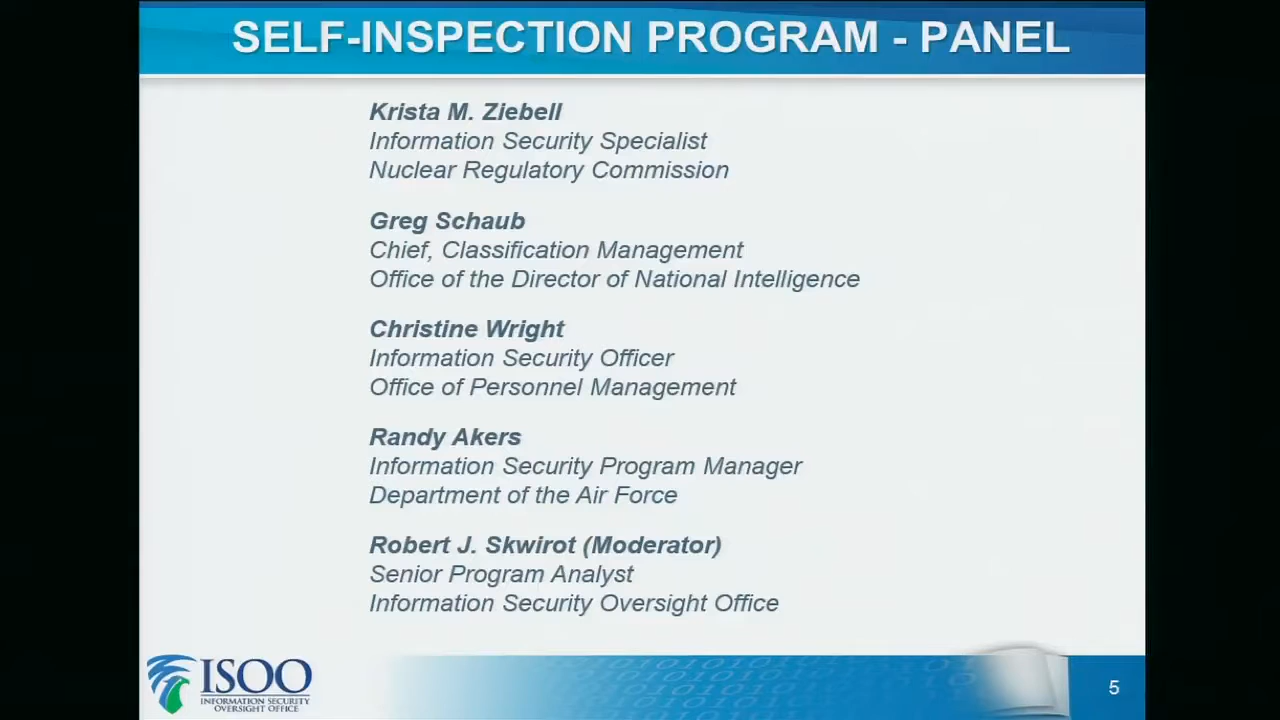 SELF-INSPECTION PROGRAM - PANEL
Krista M. Ziebell
Information Security Specialist
Nuclear Regulatory Commission
Greg Schaub
Chief, Classification Management
Office of the Director of National Intelligence
Christine Wright
Information Security Officer
Office of Personnel Management
Randy Akers
Information Security Program Manager
Department of the Air Force
Robert J. Skwirot (Moderator)
Senior Program Analyst
Information Security Oversight Office
ISOO
INFORMATION SECURITY
OVERSIGHT OFFICE
5